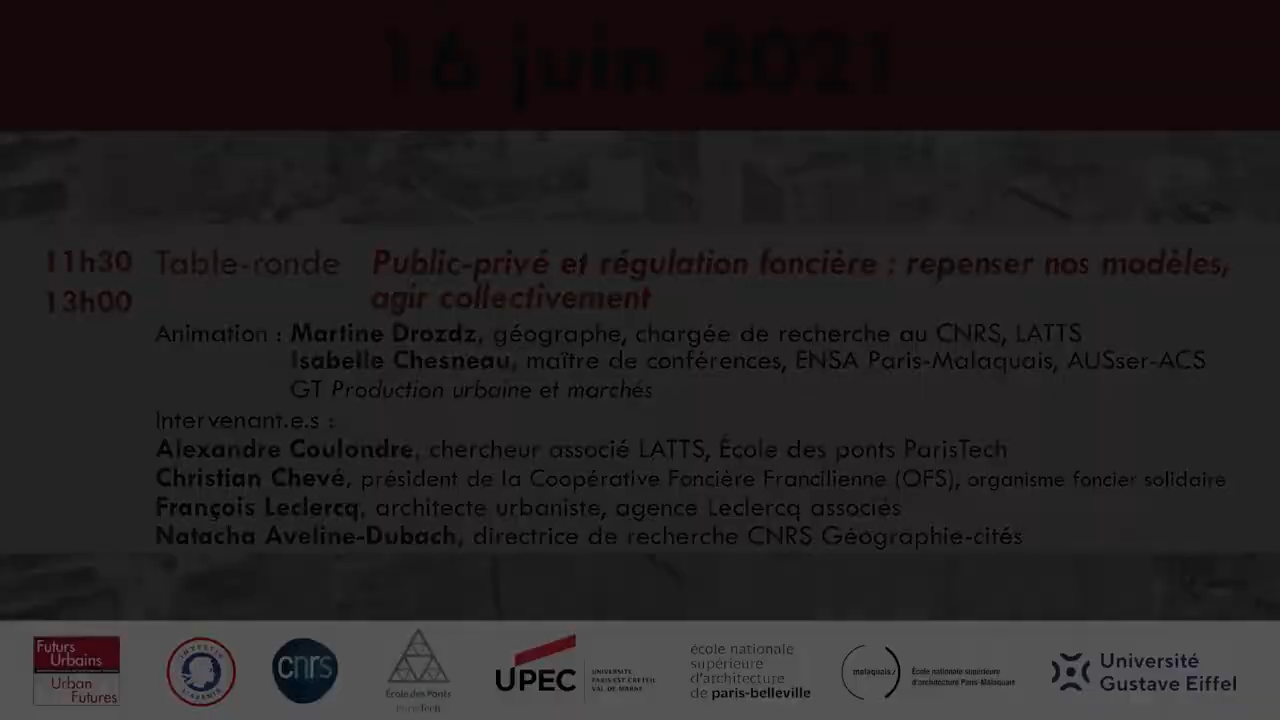 16 juin 2021
11h30 Table-ronde Public-privé et régulation foncière : repenser nos modèles,
13h00 agir collectivement
Animation : Martine Drozdz, géographe, chargée de recherche au CNRS, LATTS
Isabelle Chesneau, maître de conférences, ENSA Paris-Malaquais, AUSser-ACS
GT Production urbaine et marchés
Intervenant.e.s :
Alexandre Coulondre, chercheur associé LATTS, École des ponts ParisTech
Christian Chevé, président de la Coopérative Foncière Francilienne (OFS), organisme foncier solidaire
François Leclercq, architecte urbaniste, agence Leclercq associés
Natacha Aveline-Dubach, directrice de recherche CNRS Géographie-cités
Futurs
Urbains
Urban
Futures
INVESTIR
L'AVENIR
cnrs
École des Ponts
ParisTech
UPEC
UNIVERSITÉ
PARIS-EST CRÉTEIL
VAL DE MARNE
école nationale
supérieure
d'architecture
de paris-belleville
malaquais
École nationale supérieure
d'architecture Paris-Malaquais
Université
Gustave Eiffel